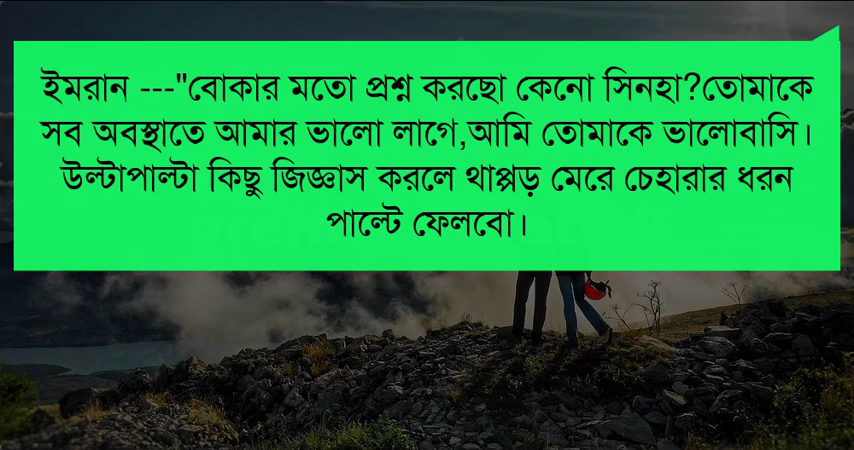 ইমরান ---"বোকার মতো প্রশ্ন করছো কেনো সিনহা?তোমাকে
সব অবস্থাতে আমার ভালো লাগে,আমি তোমাকে ভালোবাসি।
উল্টাপাল্টা কিছু জিজ্ঞাস করলে থাপ্পড় মেরে চেহারার ধরন
পাল্টে ফেলবো।